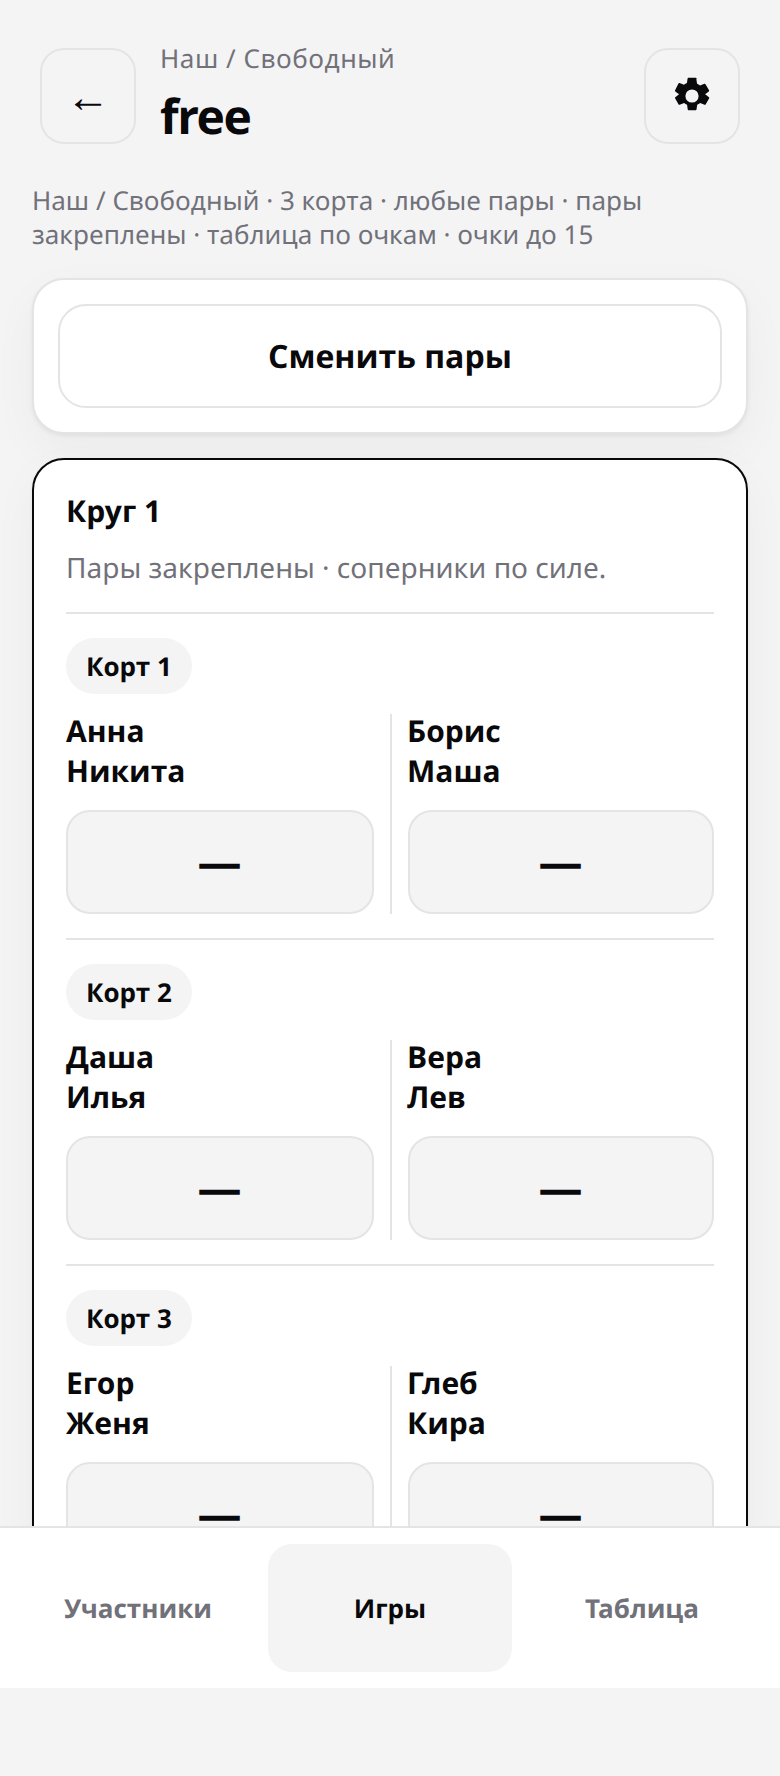 ←
Наш / Свободный
free
Наш / Свободный · 3 корта · любые пары · пары
закреплены · таблица по очкам · очки до 15
Сменить пары
Круг 1
Пары закреплены · соперники по силе.
Корт 1
Анна
Никита
Борис
Маша
—
—
Корт 2
Даша
Илья
Вера
Лев
—
—
Корт 3
Егор
Женя
Глеб
Кира
—
—
Участники
Игры
Таблица